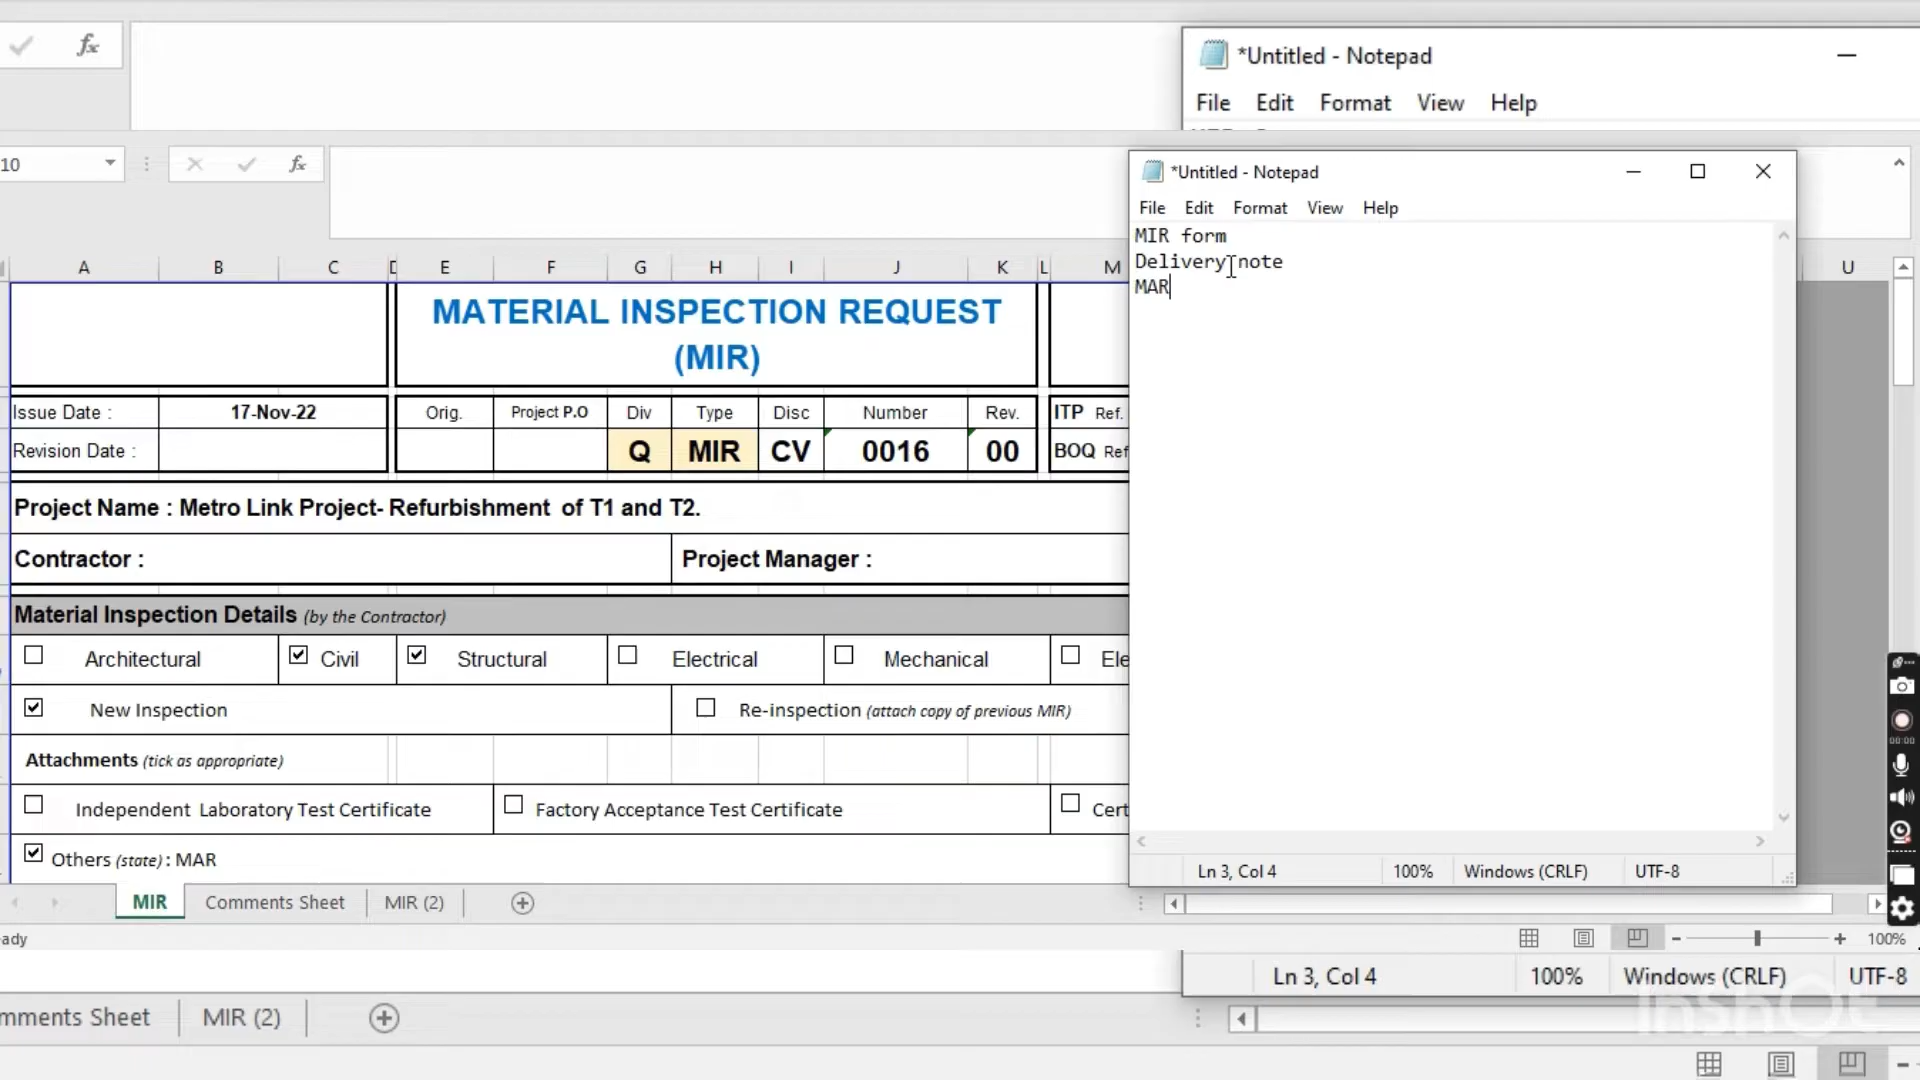 *Untitled - Notepad
File Edit Format View Help
10
fx
*Untitled - Notepad
File Edit Format View Help
MIR form
Delivery note
MAR
A B C D E F G H I J K L M U
MATERIAL INSPECTION REQUEST
(MIR)
Issue Date : 17-Nov-22 Orig. Project P.O Div Type Disc Number Rev. ITP Ref.
Revision Date : Q MIR CV 0016 00 BOQ Ref
Project Name : Metro Link Project- Refurbishment of T1 and T2.
Contractor : Project Manager :
Material Inspection Details (by the Contractor)
Architectural Civil Structural Electrical Mechanical Ele
New Inspection Re-inspection (attach copy of previous MIR)
Attachments (tick as appropriate)
Independent Laboratory Test Certificate Factory Acceptance Test Certificate Cert
Others (state) : MAR
Ln 3, Col 4 100% Windows (CRLF) UTF-8
00:00
MIR Comments Sheet MIR (2)
ady 100%
Ln 3, Col 4 100% Windows (CRLF) UTF-8
InShOt
mments Sheet MIR (2)